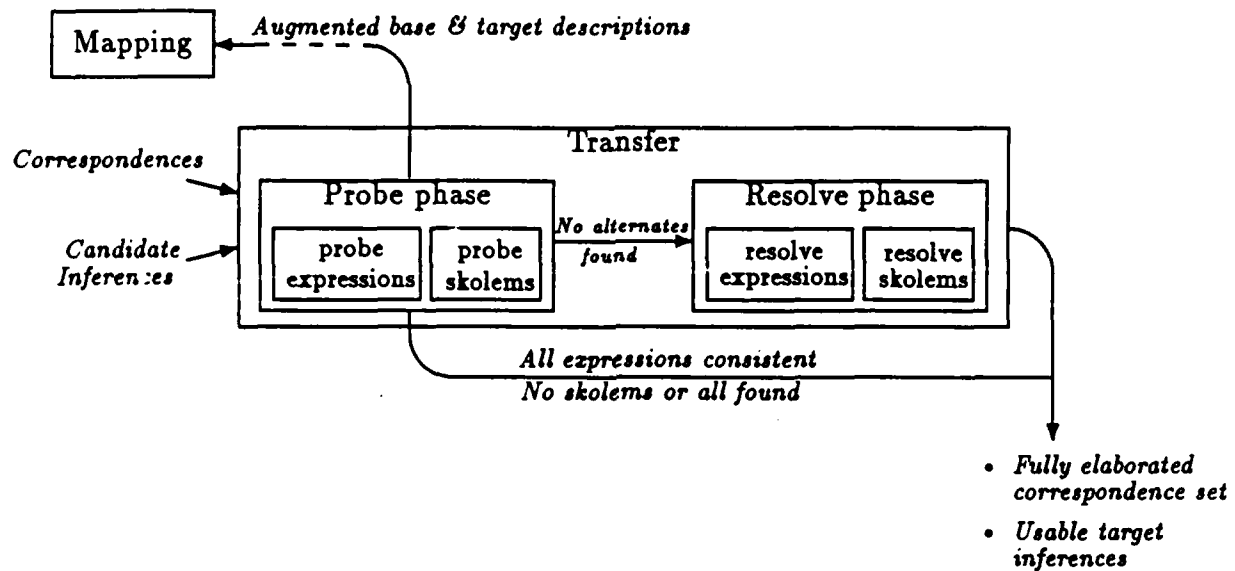 Mapping
Augmented base & target descriptions
Transfer
Correspondences
Candidate
Inferences
Probe phase
probe
expressions
probe
skolems
No alternates
found
Resolve phase
resolve
expressions
resolve
skolems
All expressions consistent
No skolems or all found
• Fully elaborated
correspondence set
• Usable target
inferences